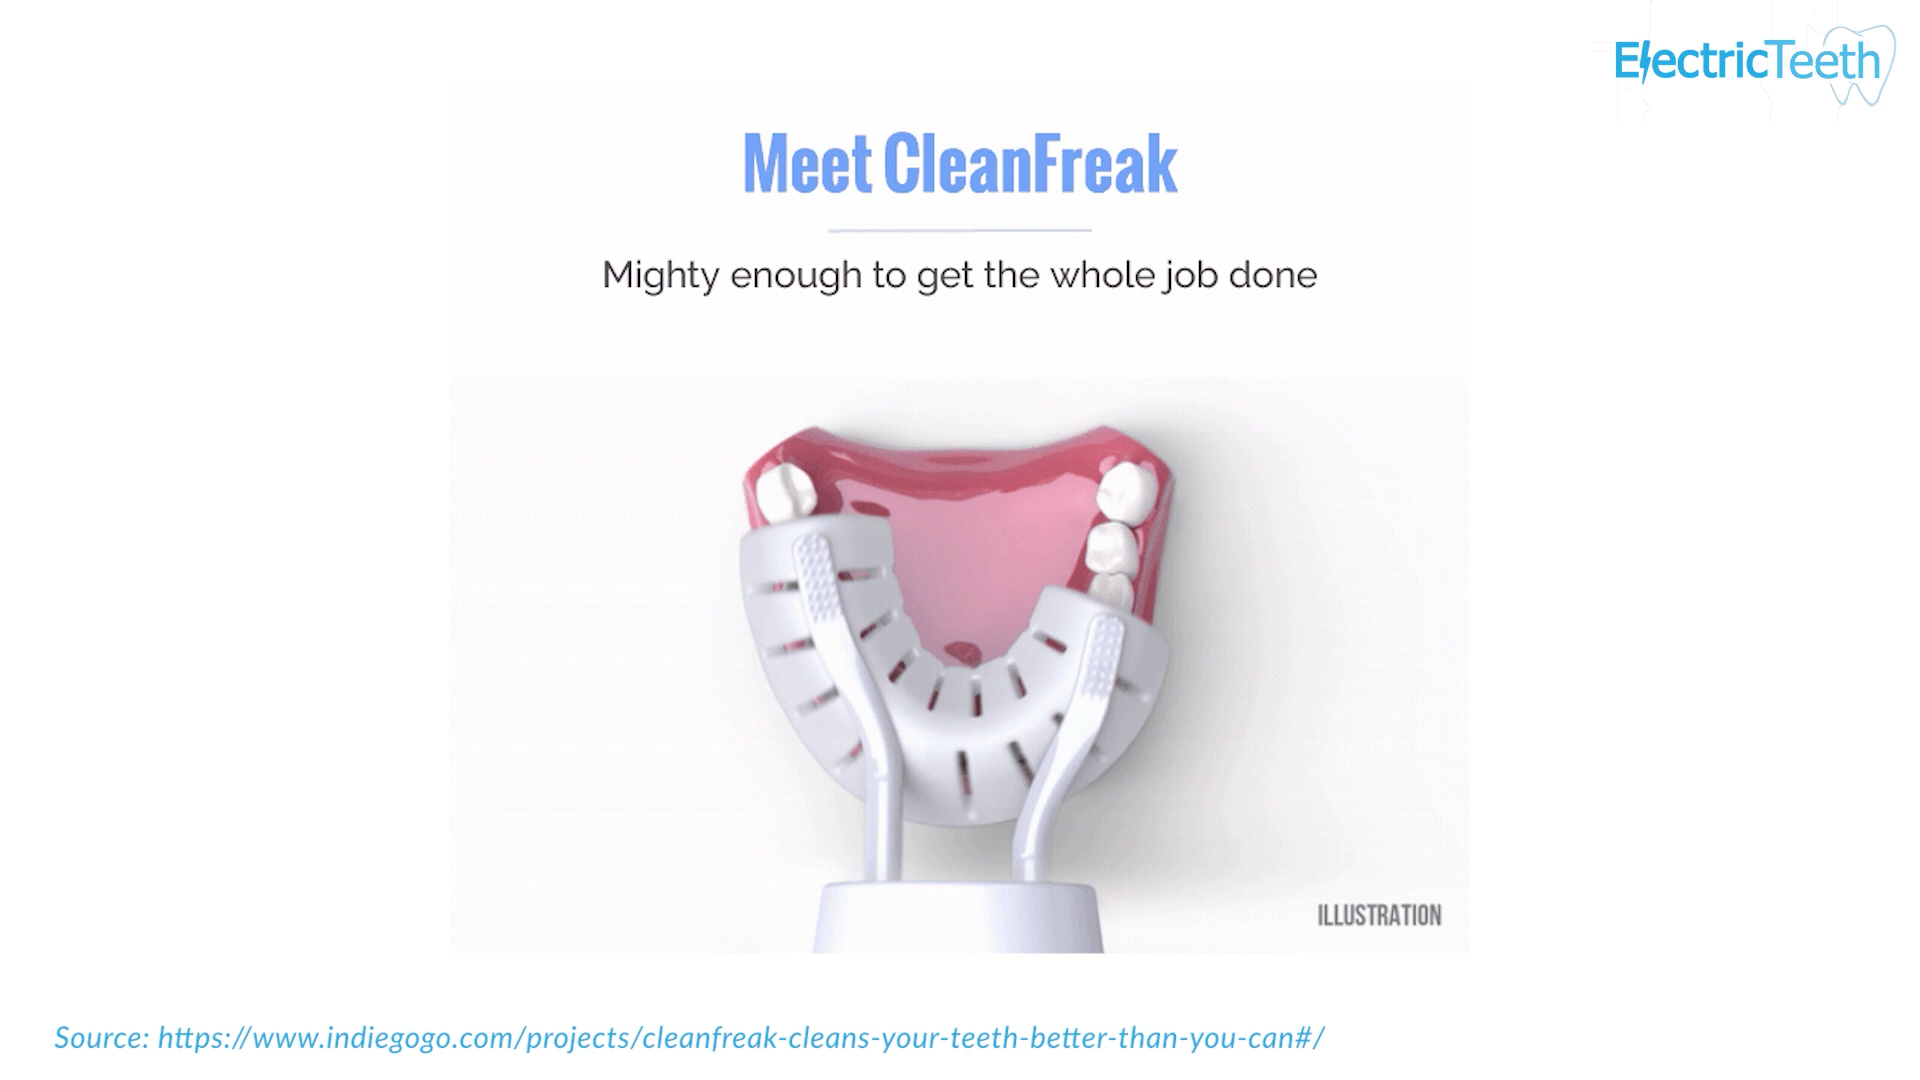 ElectricTeeth
Meet CleanFreak
Mighty enough to get the whole job done
ILLUSTRATION
Source: https://www.indiegogo.com/projects/cleanfreak-cleans-your-teeth-better-than-you-can#/